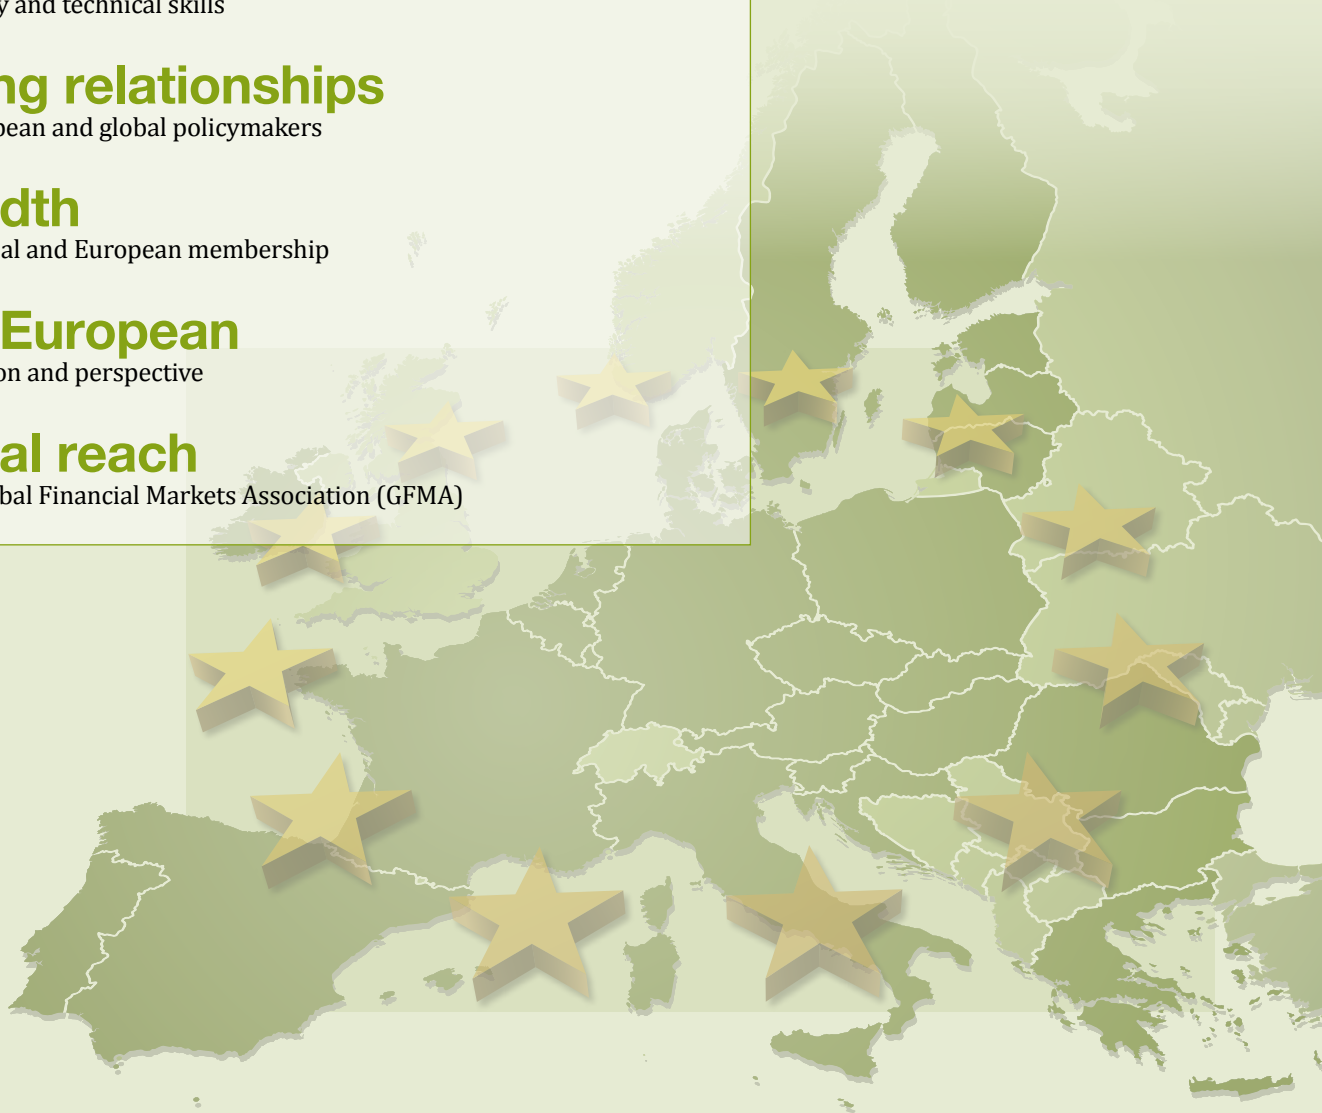 y and technical skills
ng relationships
pean and global policymakers
dth
al and European membership
European
on and perspective
al reach
bal Financial Markets Association (GFMA)